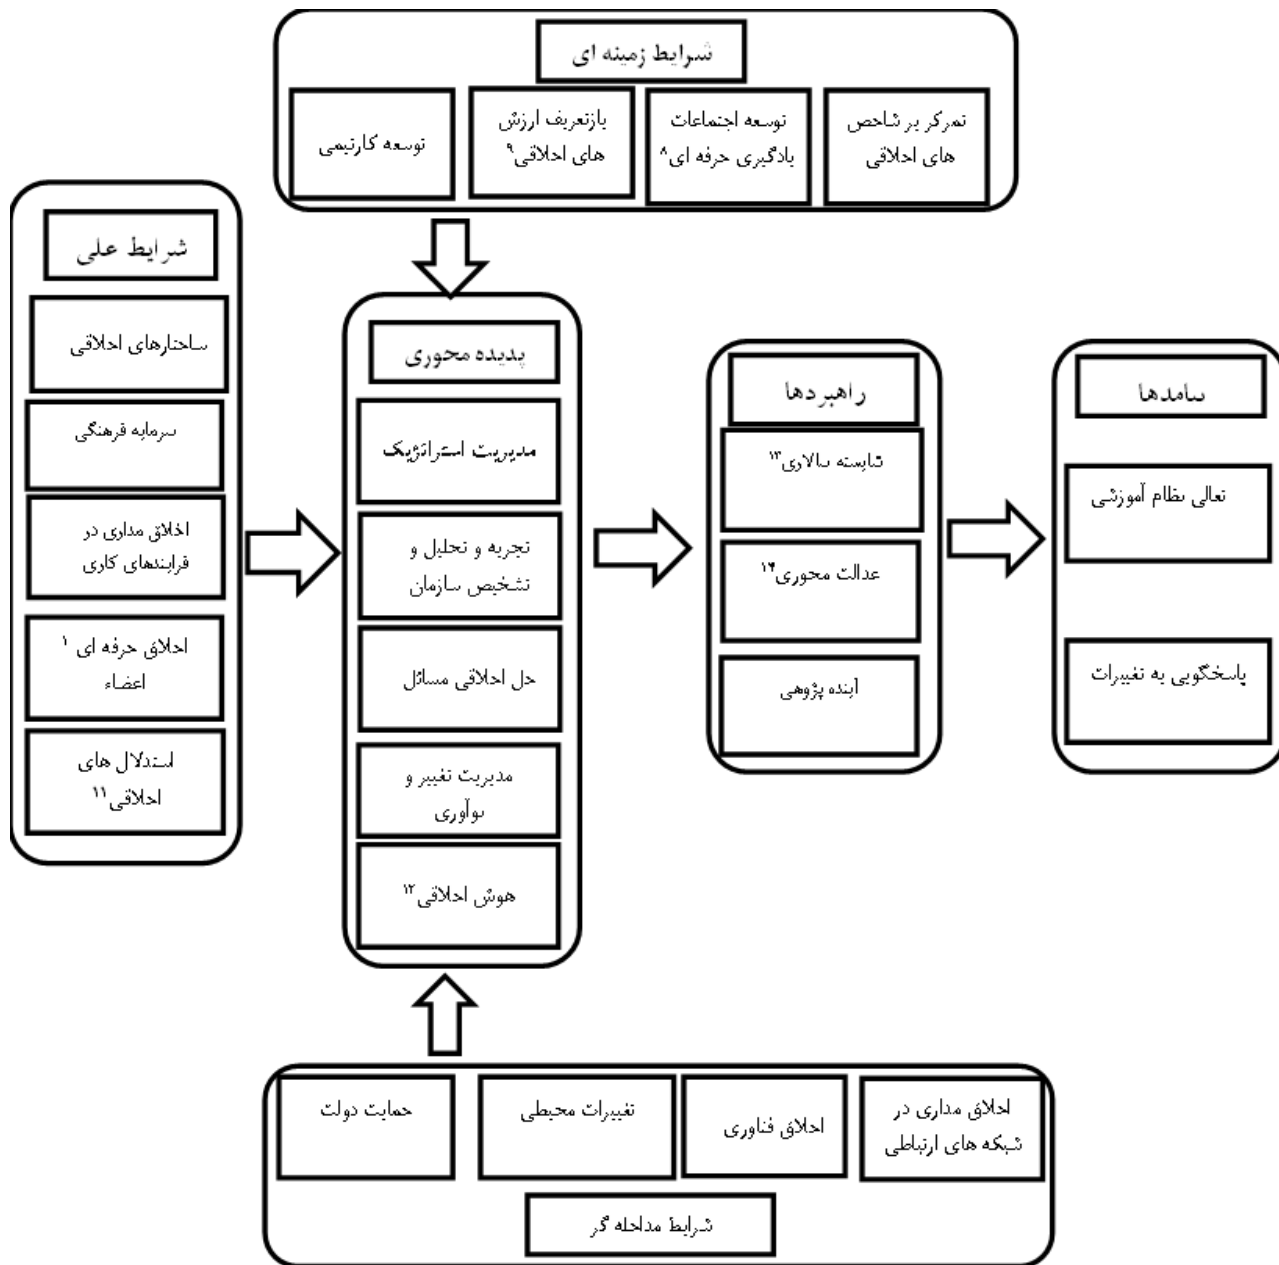 شرایط زمینه ای
تمرکز بر شاخص
های اخلاقی
توسعه اجتماعات
یادگیری حرفه ای۸
بازتعریف ارزش
های اخلاقی۹
توسعه کارتیمی
شرایط علی
ساختارهای اخلاقی
سرمایه فرهنگی
اخلاق مداری در
فرایندهای کاری
اخلاق حرفه ای ۱
اعضاء
استدلال های
اخلاقی۱۱
پدیده محوری
مدیریت استراتژیک
تجربه و تحلیل و
تشخیص سازمان
حل اخلاقی مسائل
مدیریت تغییر و
نوآوری
هوش اخلاقی۱۲
راهبردها
شایسته سالاری۱۳
عدالت محوری۱۴
آینده پژوهی
پیامدها
تعالی نظام آموزشی
پاسخگویی به تغییرات
اخلاق مداری در
شبکه های ارتباطی
اخلاق فناوری
تغییرات محیطی
حمایت دولت
شرایط مداخله گر